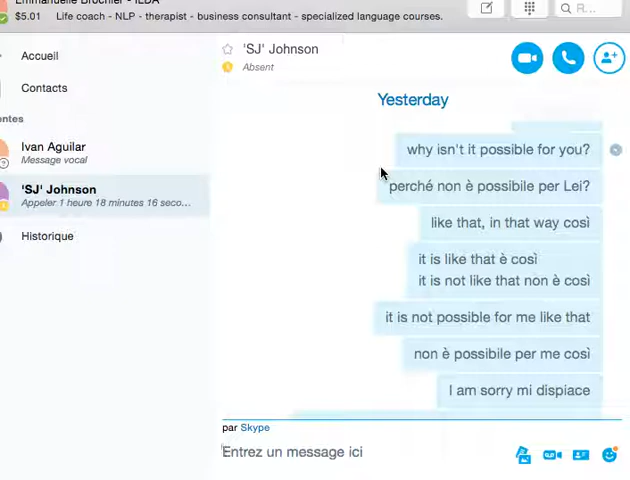 $5.01 Life coach - NLP - therapist - business consultant - specialized language courses.
Accueil
Contacts
entes
Ivan Aguilar
Message vocal
'SJ' Johnson
Appeler 1 heure 18 minutes 16 seco...
Historique
'SJ' Johnson
Absent
Yesterday
why isn't it possible for you?
perché non è possibile per Lei?
like that, in that way così
it is like that è così
it is not like that non è così
it is not possible for me like that
non è possibile per me così
I am sorry mi dispiace
par Skype
Entrez un message ici
R...